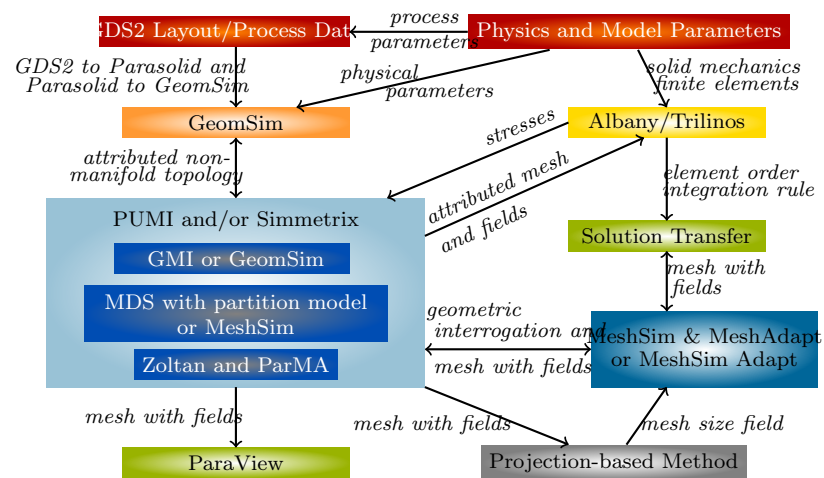 GDS2 Layout/Process Data
process
parameters
Physics and Model Parameters
GDS2 to Parasolid and
Parasolid to GeomSim
physical
parameters
solid mechanics
finite elements
GeomSim
stresses
Albany/Trilinos
attributed non-
manifold topology
attributed mesh
and fields
element order
integration rule
PUMI and/or Simmetrix
GMI or GeomSim
MDS with partition model
or MeshSim
Zoltan and ParMA
Solution Transfer
mesh with
fields
geometric
interrogation and
mesh with fields
MeshSim & MeshAdapt
or MeshSim Adapt
mesh with fields
mesh with fields
mesh size field
ParaView
Projection-based Method